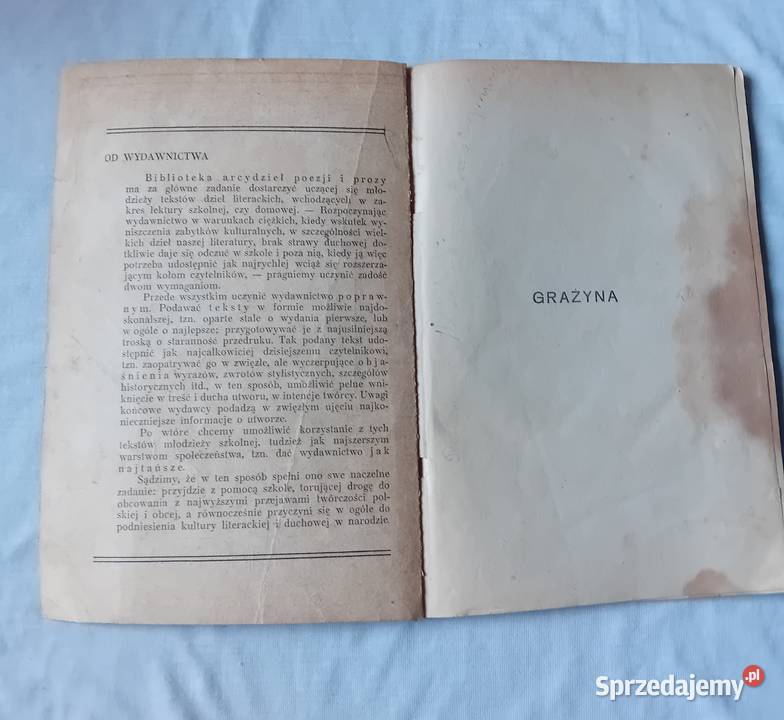 OD WYDAWNICTWA
Biblioteka arcydzieł poezji i prozy
ma za główne zadanie dostarczyć uczącej się mło-
dzieży tekstów dzieł literackich, wchodzących w za-
kres lektury szkolnej, czy domowej. — Rozpoczynając
wydawnictwo w warunkach ciężkich, kiedy wskutek wy-
niszczenia zabytków kulturalnych, w szczególności wiel-
kich dzieł naszej literatury, brak strawy duchowej do-
tkliwie daje się odczuć w szkole i poza nią, kiedy ją więc
potrzeba udostępnić jak najrychlej wciąż się rozszerza-
jącym kołom czytelników, — pragniemy uczynić zadość
dwom wymaganiom.
Przede wszystkim uczynić wydawnictwo popraw-
nym. Podawać teksty w formie możliwie najdo-
skonalszej, tzn. oparte stale o wydania pierwsze, lub
w ogóle o najlepsze; przygotowywać je z najusilniejszą
troską o staranność przedruku. Tak podany tekst udo-
stępnić jak najcałkowiciej dzisiejszemu czytelnikowi,
tzn. zaopatrywać go w zwięzłe, ale wyczerpujące obja-
śnienia wyrazów, zwrotów stylistycznych, szczegółów
historycznych itd., w ten sposób, umożliwić pełne wni-
knięcie w treść i ducha utworu, w intencje twórcy. Uwagi
końcowe wydawcy podadzą w zwięzłym ujęciu najko-
nieczniejsze informacje o utworze.
Po wtóre chcemy umożliwić korzystanie z tych
tekstów młodzieży szkolnej, tudzież jak najszerszym
warstwom społeczeństwa, tzn. dać wydawnictwo jak
najtańsze.
Sądzimy, że w ten sposób spełni ono swe naczelne
zadanie: przyjdzie z pomocą szkole, torującej drogę do
obcowania z najwyższymi przejawami twórczości pol-
skiej i obcej, a równocześnie przyczyni się w ogóle do
podniesienia kultury literackiej i duchowej w narodzie.
GRAŻYNA
Sprzedajemy.pl